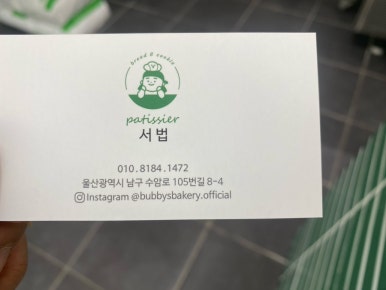 bread & cookie
patissier
서법
010.8184.1472
울산광역시 남구 수암로 105번길 8-4
Instagram @bubbysbakery.official